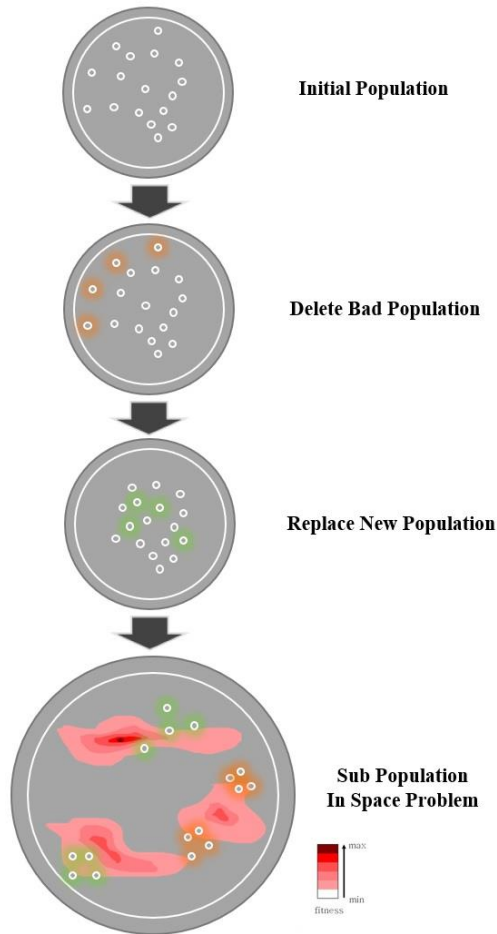 Initial Population
Delete Bad Population
Replace New Population
Sub Population
In Space Problem
max
min
fitness